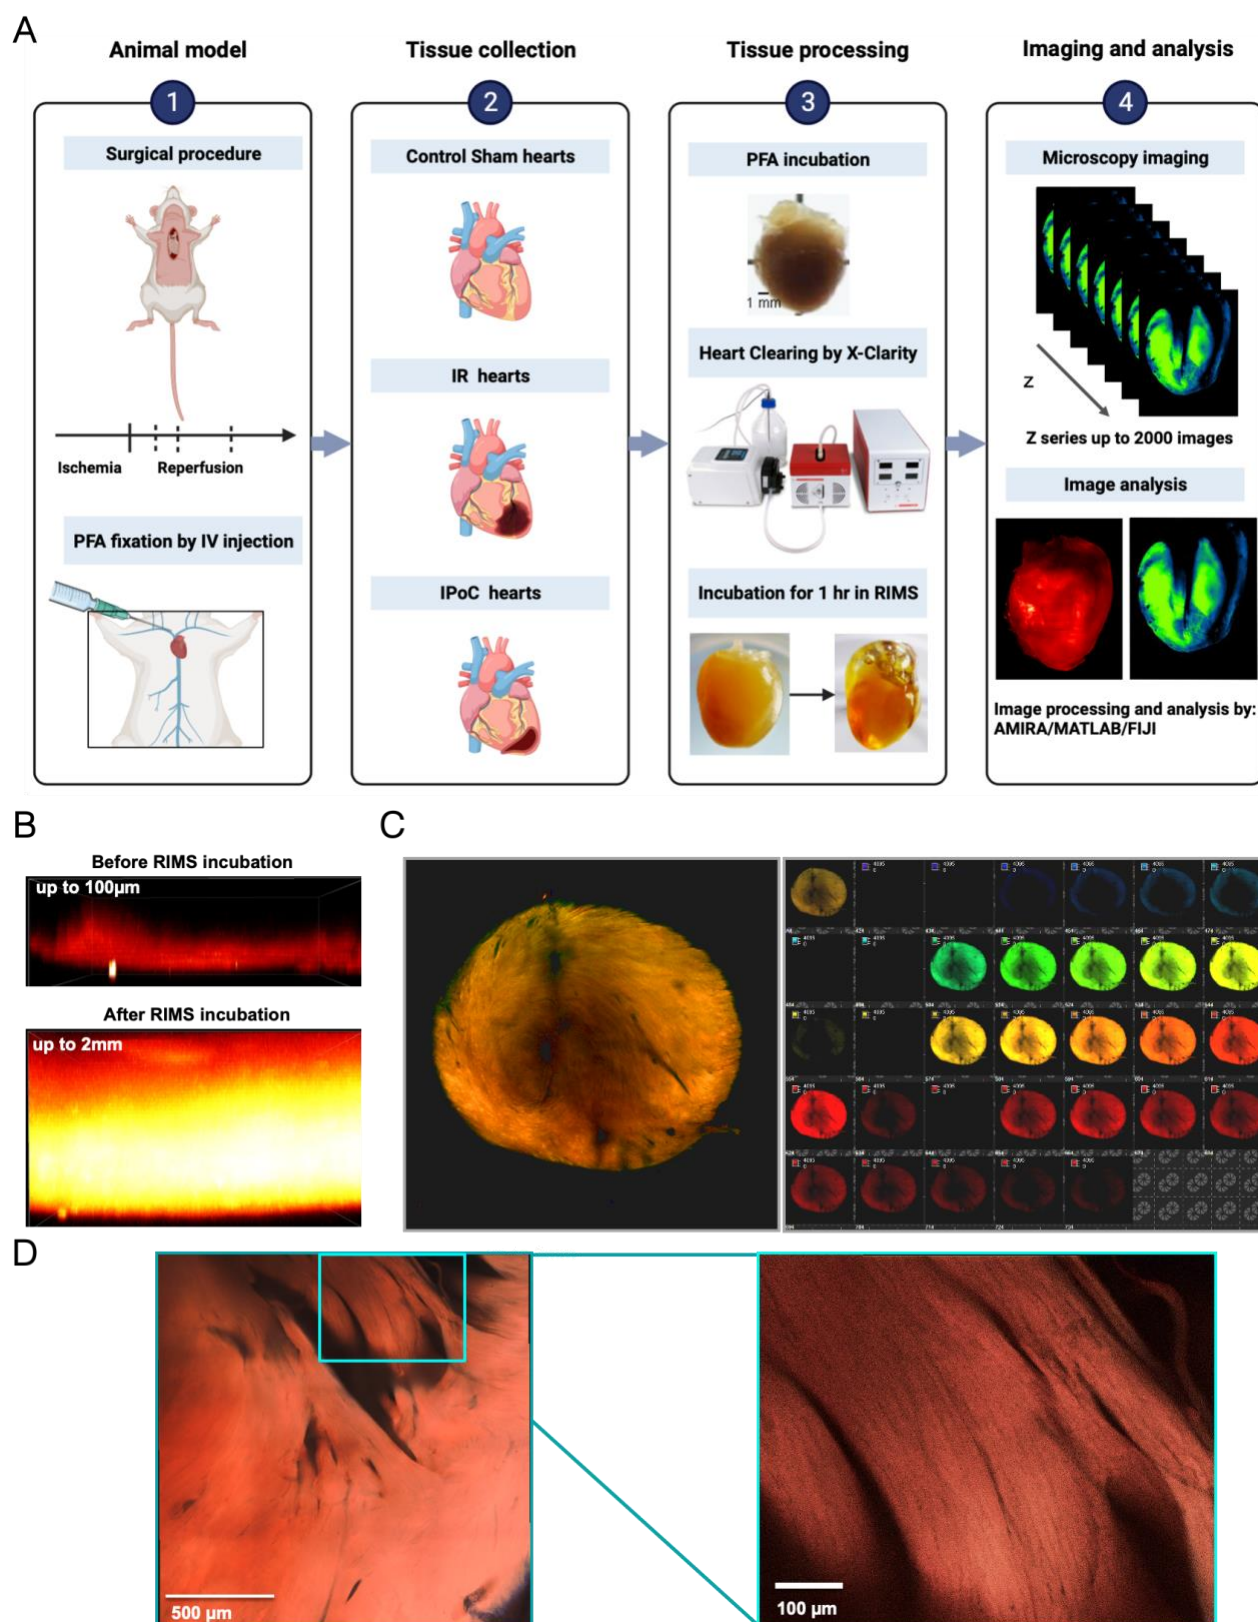 A
Animal model
Tissue collection
Tissue processing
Imaging and analysis
1
2
3
4
Surgical procedure
Ischemia
Reperfusion
PFA fixation by IV injection
Control Sham hearts
IR hearts
IPoC hearts
PFA incubation
1 mm
Heart Clearing by X-Clarity
Incubation for 1 hr in RIMS
Microscopy imaging
Z
Z series up to 2000 images
Image analysis
Image processing and analysis by:
AMIRA/MATLAB/FIJI
B
Before RIMS incubation
up to 100µm
After RIMS incubation
up to 2mm
C
D
500 µm
100 µm